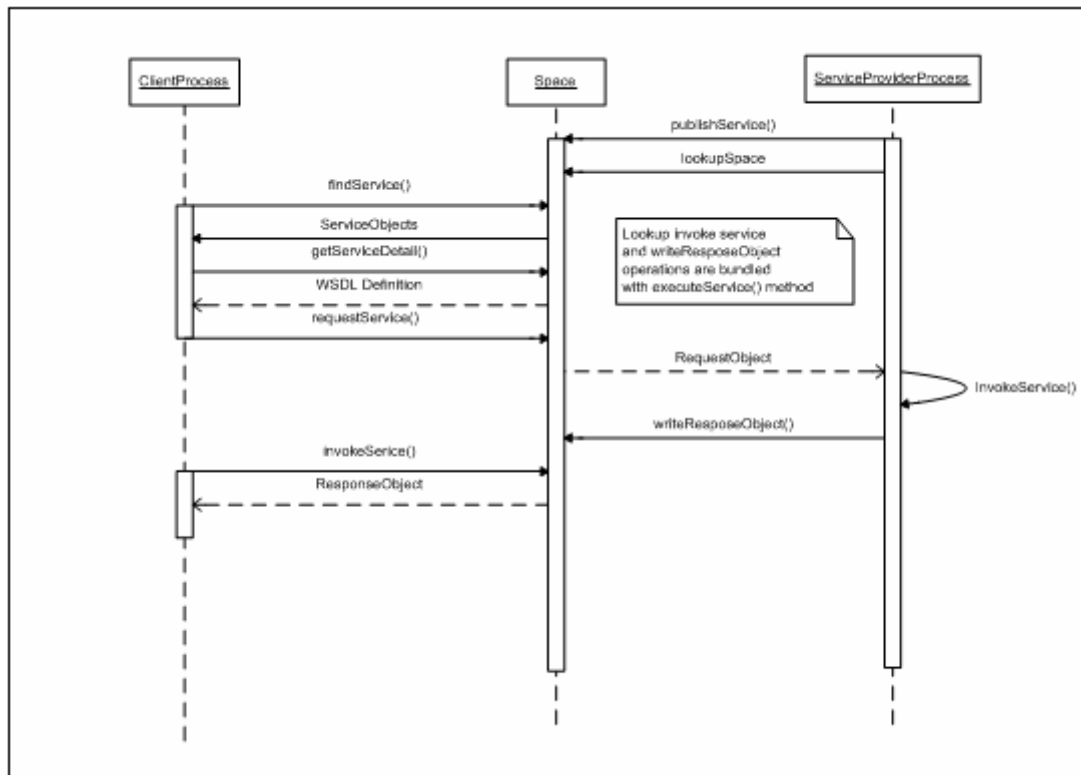 ClientProcess
Space
ServiceProviderProcess
publishService()
lookupSpace
findService()
ServiceObjects
getServiceDetail()
WSDL Definition
requestService()
Lookup invoke service
and writeResposeObject
operations are bundled
with executeService() method
RequestObject
InvokeService()
writeResposeObject()
invokeSerice()
ResponseObject